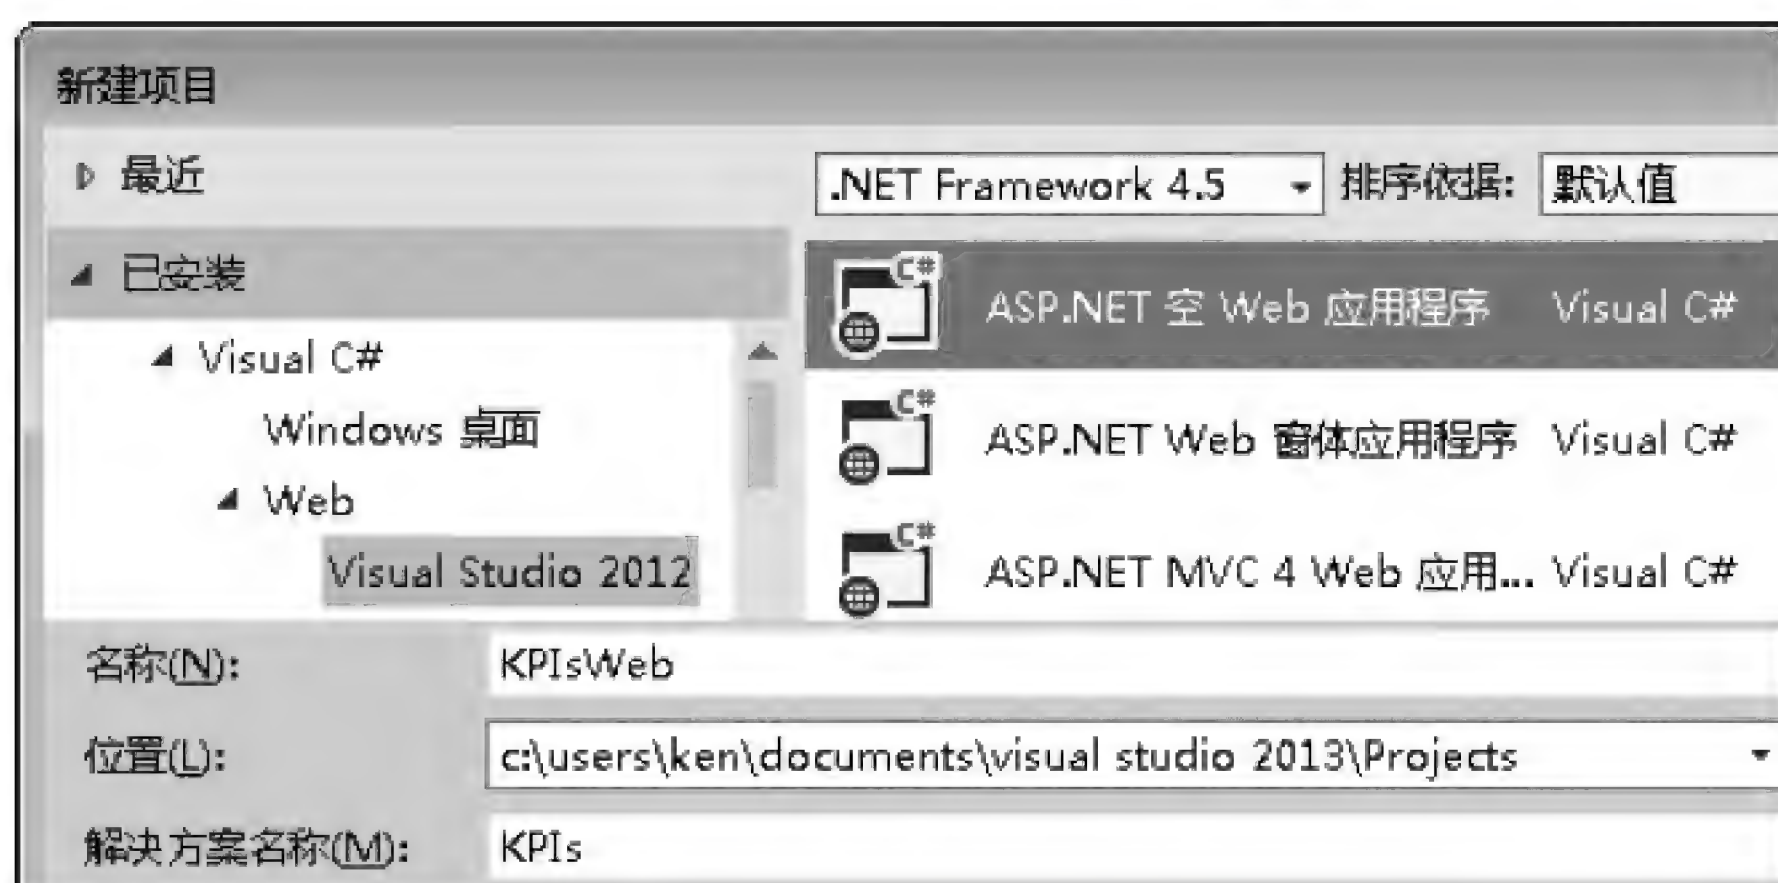 新建项目
最近
.NET Framework 4.5 排序依据: 默认值
已安装
Visual C#
Windows 桌面
Web
Visual Studio 2012
C#
ASP.NET 空 Web 应用程序 Visual C#
C#
ASP.NET Web 窗体应用程序 Visual C#
C#
ASP.NET MVC 4 Web 应用... Visual C#
名称(N): KPIsWeb
位置(L): c:\users\ken\documents\visual studio 2013\Projects
解决方案名称(M): KPIs